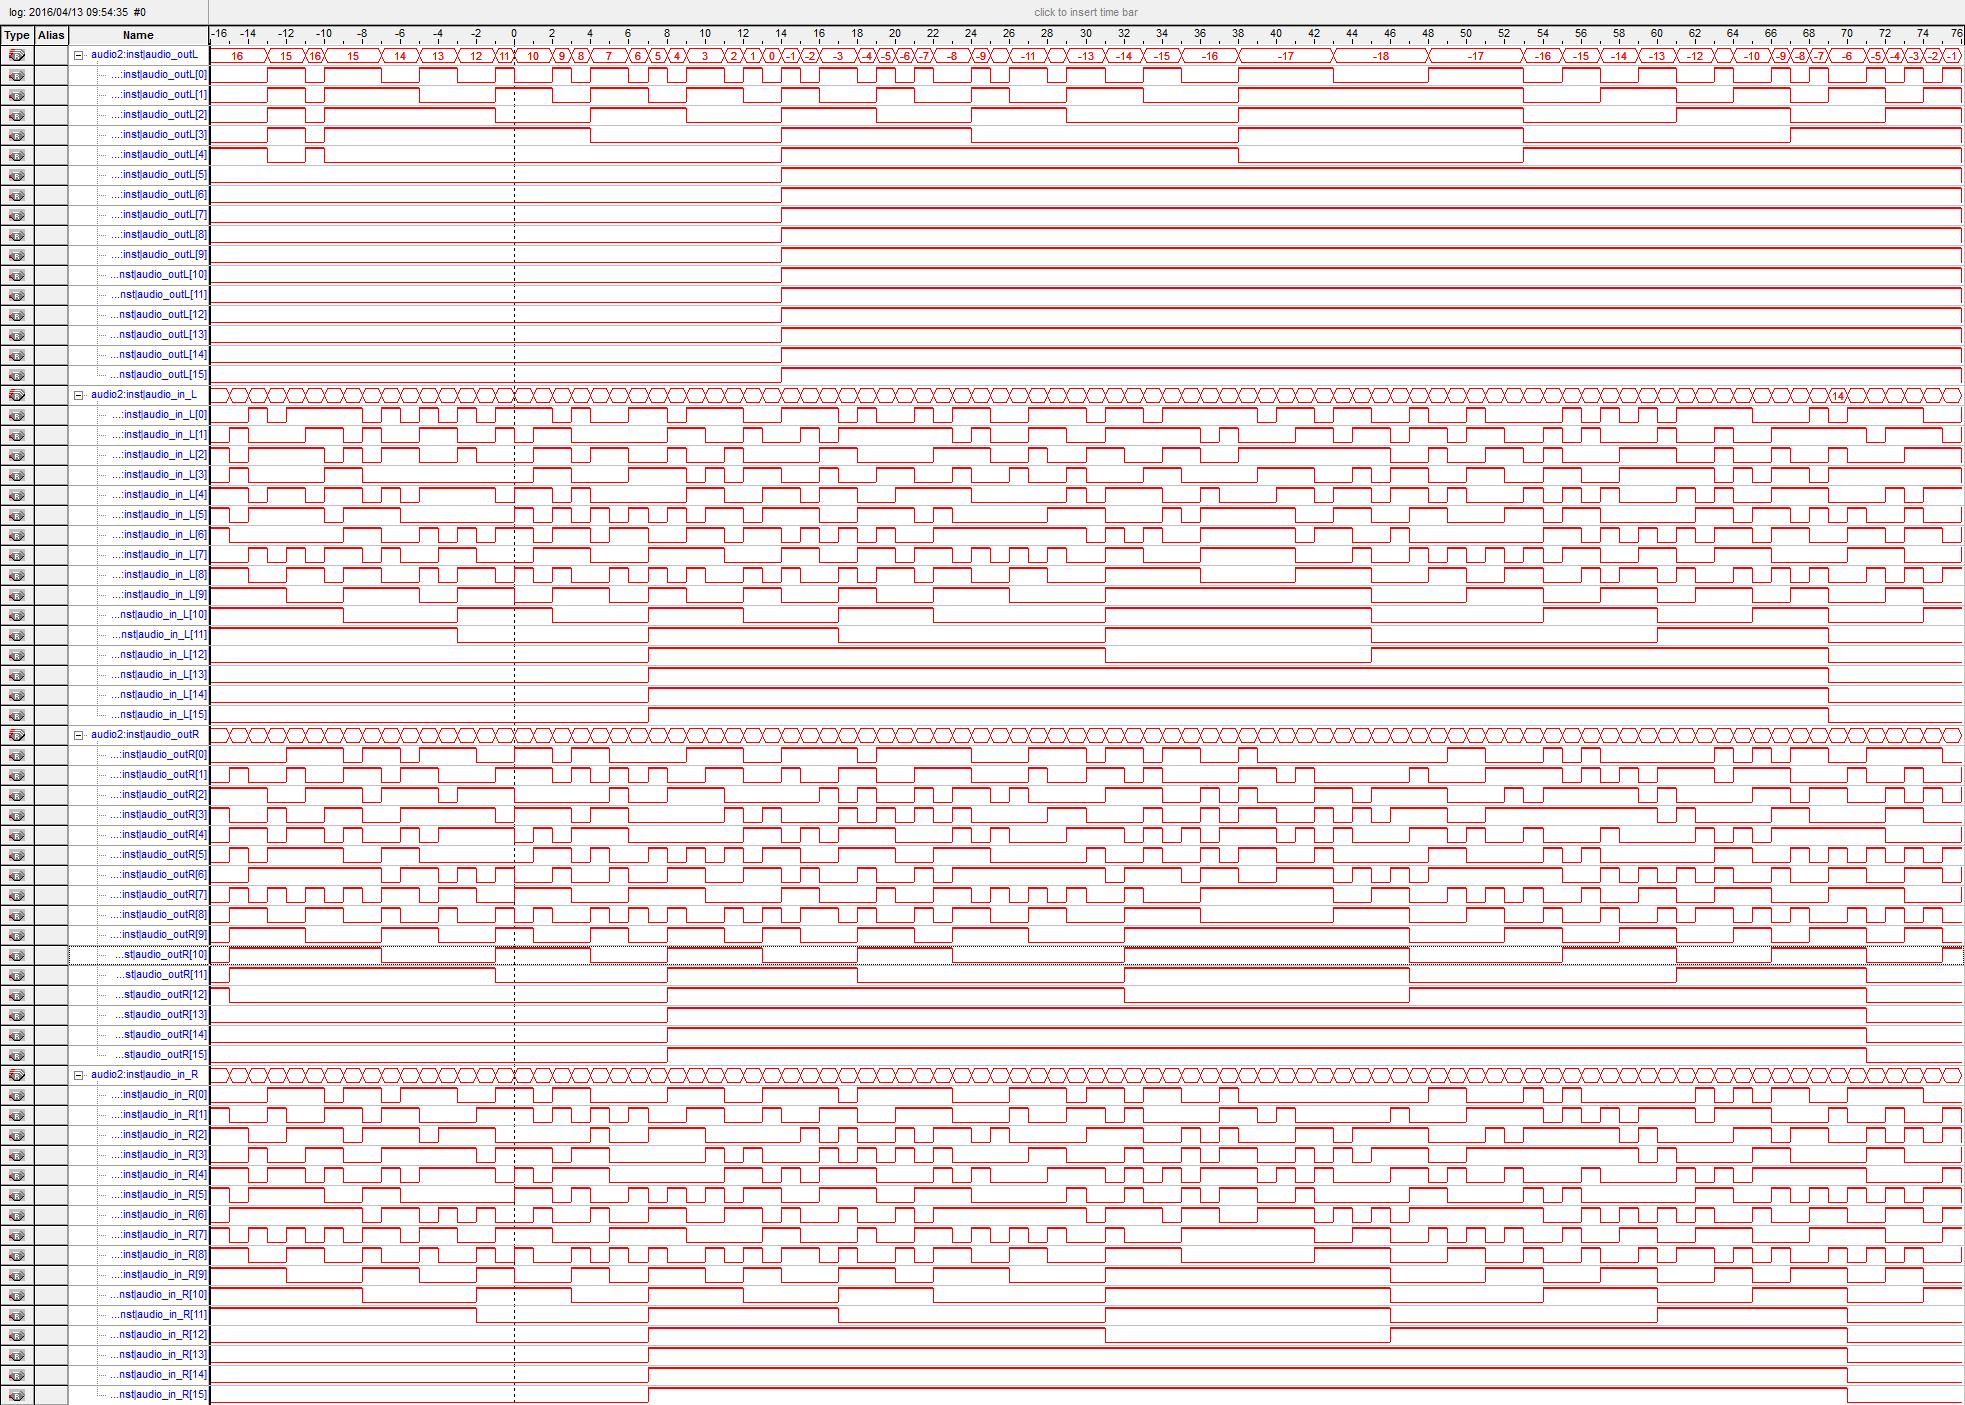 log: 2016/04/13 09:54:35 #0
click to insert time bar
Type Alias Name -16 -14 -12 -10 -8 -6 -4 -2 0 2 4 6 8 10 12 14 16 18 20 22 24 26 28 30 32 34 36 38 40 42 44 46 48 50 52 54 56 58 60 62 64 66 68 70 72 74 76
audio2:inst|audio_outL 16 15 16 15 14 13 12 11 10 9 8 7 6 5 4 3 2 1 0 -1 -2 -3 -4 -5 -6 -7 -8 -9 -11 -13 -14 -15 -16 -17 -18 -17 -16 -15 -14 -13 -12 -10 -9 -8 -7 -6 -5 -4 -3 -2 -1
...:inst|audio_outL[0]
...:inst|audio_outL[1]
...:inst|audio_outL[2]
...:inst|audio_outL[3]
...:inst|audio_outL[4]
...:inst|audio_outL[5]
...:inst|audio_outL[6]
...:inst|audio_outL[7]
...:inst|audio_outL[8]
...:inst|audio_outL[9]
...nst|audio_outL[10]
...nst|audio_outL[11]
...nst|audio_outL[12]
...nst|audio_outL[13]
...nst|audio_outL[14]
...nst|audio_outL[15]
audio2:inst|audio_in_L 14
...:inst|audio_in_L[0]
...:inst|audio_in_L[1]
...:inst|audio_in_L[2]
...:inst|audio_in_L[3]
...:inst|audio_in_L[4]
...:inst|audio_in_L[5]
...:inst|audio_in_L[6]
...:inst|audio_in_L[7]
...:inst|audio_in_L[8]
...:inst|audio_in_L[9]
...nst|audio_in_L[10]
...nst|audio_in_L[11]
...nst|audio_in_L[12]
...nst|audio_in_L[13]
...nst|audio_in_L[14]
...nst|audio_in_L[15]
audio2:inst|audio_outR
...:inst|audio_outR[0]
...:inst|audio_outR[1]
...:inst|audio_outR[2]
...:inst|audio_outR[3]
...:inst|audio_outR[4]
...:inst|audio_outR[5]
...:inst|audio_outR[6]
...:inst|audio_outR[7]
...:inst|audio_outR[8]
...:inst|audio_outR[9]
...st|audio_outR[10]
...st|audio_outR[11]
...st|audio_outR[12]
...st|audio_outR[13]
...st|audio_outR[14]
...st|audio_outR[15]
audio2:inst|audio_in_R
...:inst|audio_in_R[0]
...:inst|audio_in_R[1]
...:inst|audio_in_R[2]
...:inst|audio_in_R[3]
...:inst|audio_in_R[4]
...:inst|audio_in_R[5]
...:inst|audio_in_R[6]
...:inst|audio_in_R[7]
...:inst|audio_in_R[8]
...:inst|audio_in_R[9]
...nst|audio_in_R[10]
...nst|audio_in_R[11]
...nst|audio_in_R[12]
...nst|audio_in_R[13]
...nst|audio_in_R[14]
...nst|audio_in_R[15]